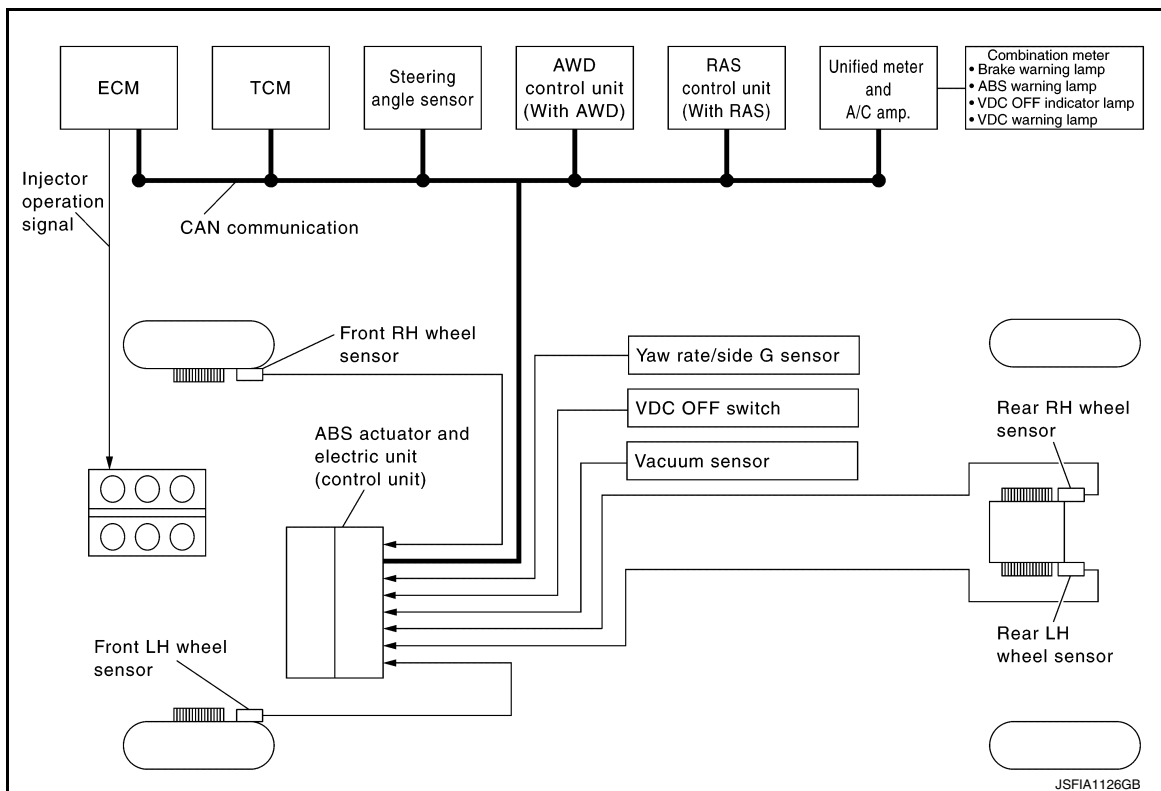 ECM
TCM
Steering
angle sensor
AWD
control unit
(With AWD)
RAS
control unit
(With RAS)
Unified meter
and
A/C amp.
Combination meter
• Brake warning lamp
• ABS warning lamp
• VDC OFF indicator lamp
• VDC warning lamp
Injector
operation
signal
CAN communication
Front RH wheel
sensor
Yaw rate/side G sensor
VDC OFF switch
Vacuum sensor
Rear RH wheel
sensor
ABS actuator and
electric unit
(control unit)
Front LH wheel
sensor
Rear LH
wheel sensor
JSFIA1126GB